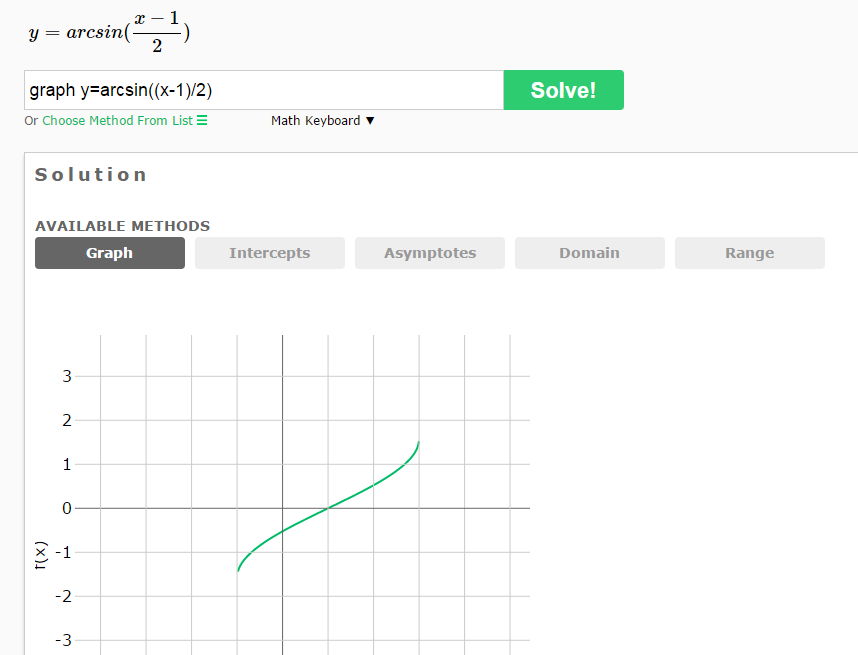 y = arcsin(\frac{x − 1}{2})
graph y=arcsin((x-1)/2)
Solve!
Or Choose Method From List ☰
Math Keyboard ▼
Solution
AVAILABLE METHODS
Graph
Intercepts
Asymptotes
Domain
Range
3
2
1
0
-1
-2
-3
f(x)